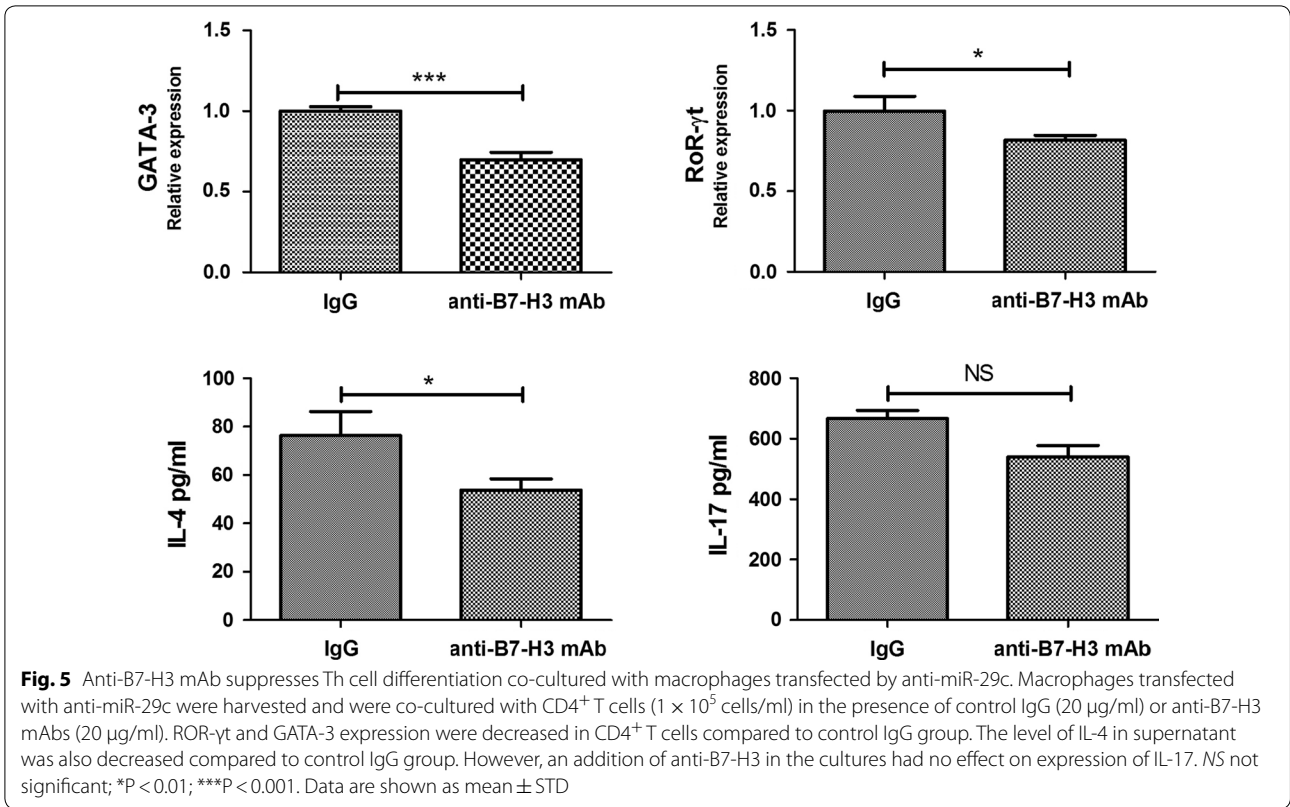 1.5
1.0
0.5
0.0
GATA-3
Relative expression
***
IgG
anti-B7-H3 mAb
1.5
1.0
0.5
0.0
RoR-γt
Relative expression
*
IgG
anti-B7-H3 mAb
100
80
60
40
20
0
IL-4 pg/ml
*
IgG
anti-B7-H3 mAb
800
600
400
200
0
IL-17 pg/ml
NS
IgG
anti-B7-H3 mAb
Fig. 5 Anti-B7-H3 mAb suppresses Th cell differentiation co-cultured with macrophages transfected by anti-miR-29c. Macrophages transfected
with anti-miR-29c were harvested and were co-cultured with CD4⁺ T cells (1 × 10⁵ cells/ml) in the presence of control IgG (20 μg/ml) or anti-B7-H3
mAbs (20 μg/ml). ROR-γt and GATA-3 expression were decreased in CD4⁺ T cells compared to control IgG group. The level of IL-4 in supernatant
was also decreased compared to control IgG group. However, an addition of anti-B7-H3 in the cultures had no effect on expression of IL-17. NS not
significant; *P < 0.01; ***P < 0.001. Data are shown as mean ± STD